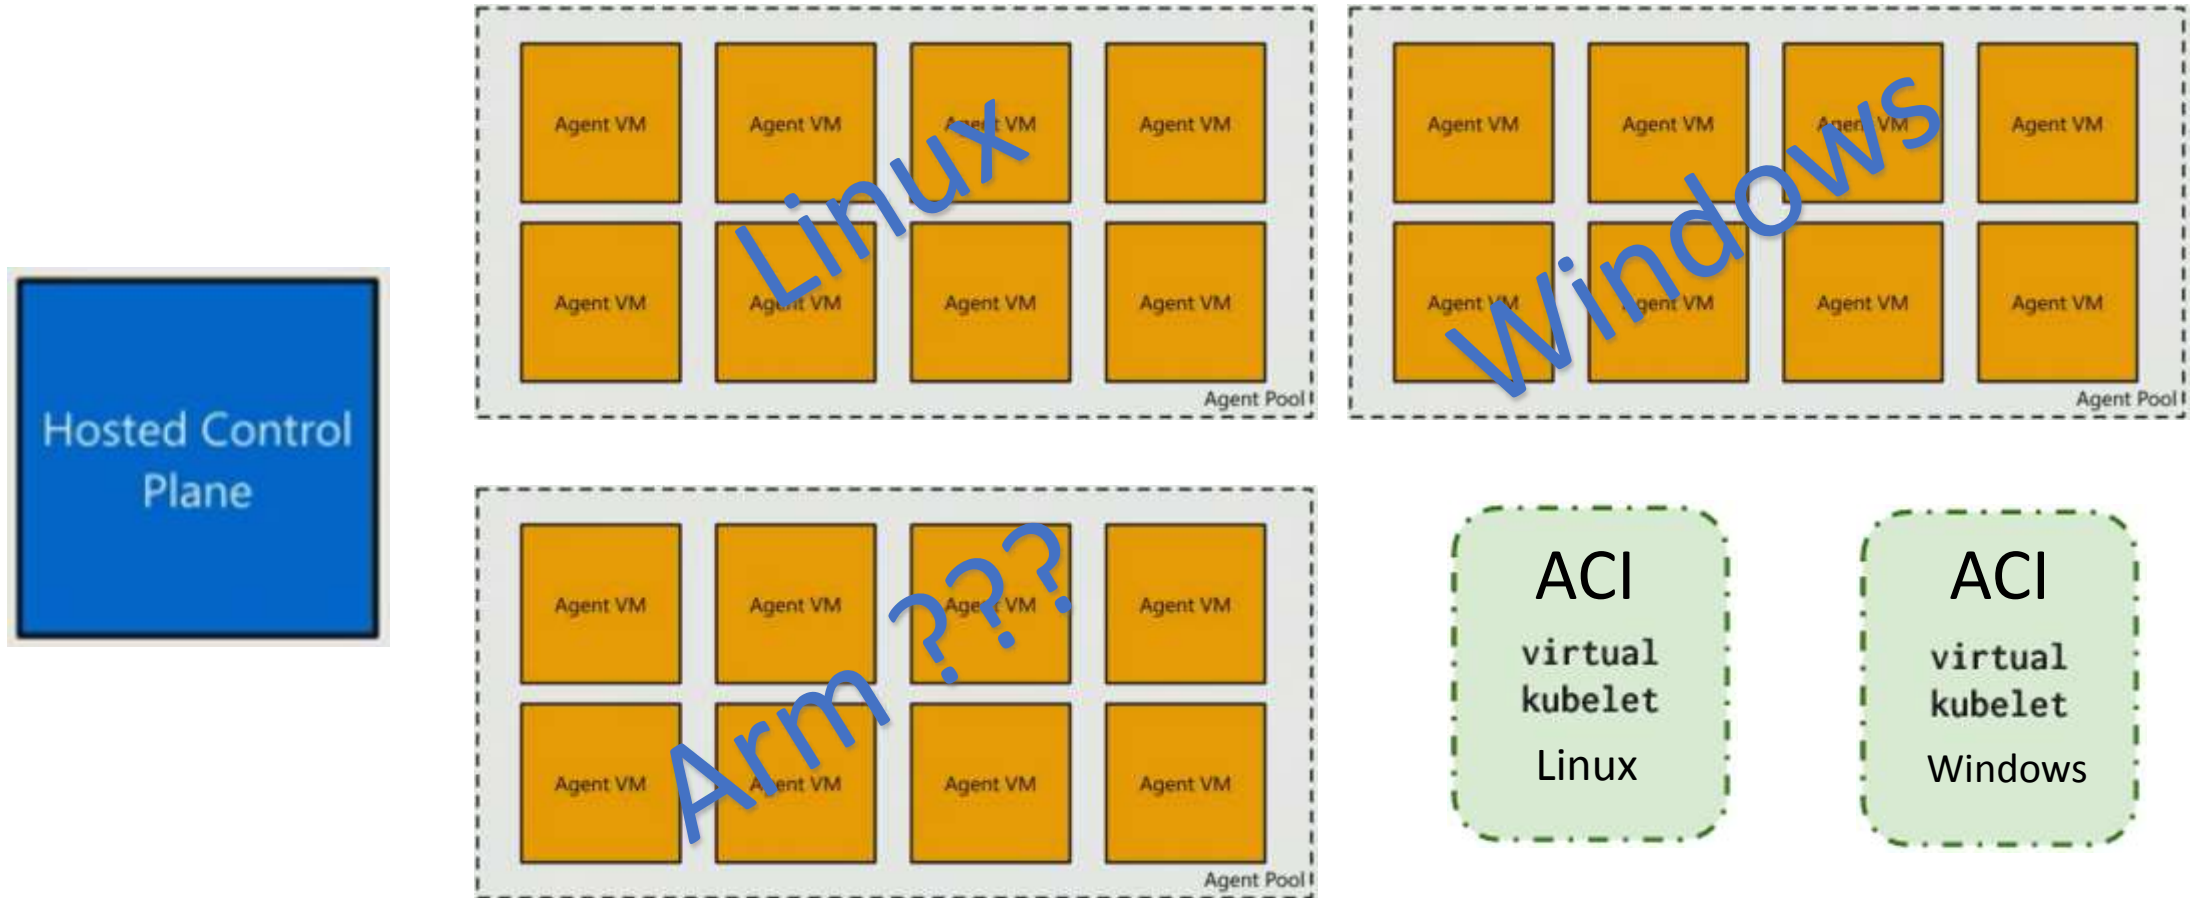 Hosted Control
Plane
Agent VM Agent VM Agent VM Agent VM
Agent VM Agent VM Agent VM Agent VM
Agent Pool
Linux
Agent VM Agent VM Agent VM Agent VM
Agent VM Agent VM Agent VM Agent VM
Agent Pool
Windows
Agent VM Agent VM Agent VM Agent VM
Agent VM Agent VM Agent VM Agent VM
Agent Pool
Arm ???
ACI
virtual
kubelet
Linux
ACI
virtual
kubelet
Windows